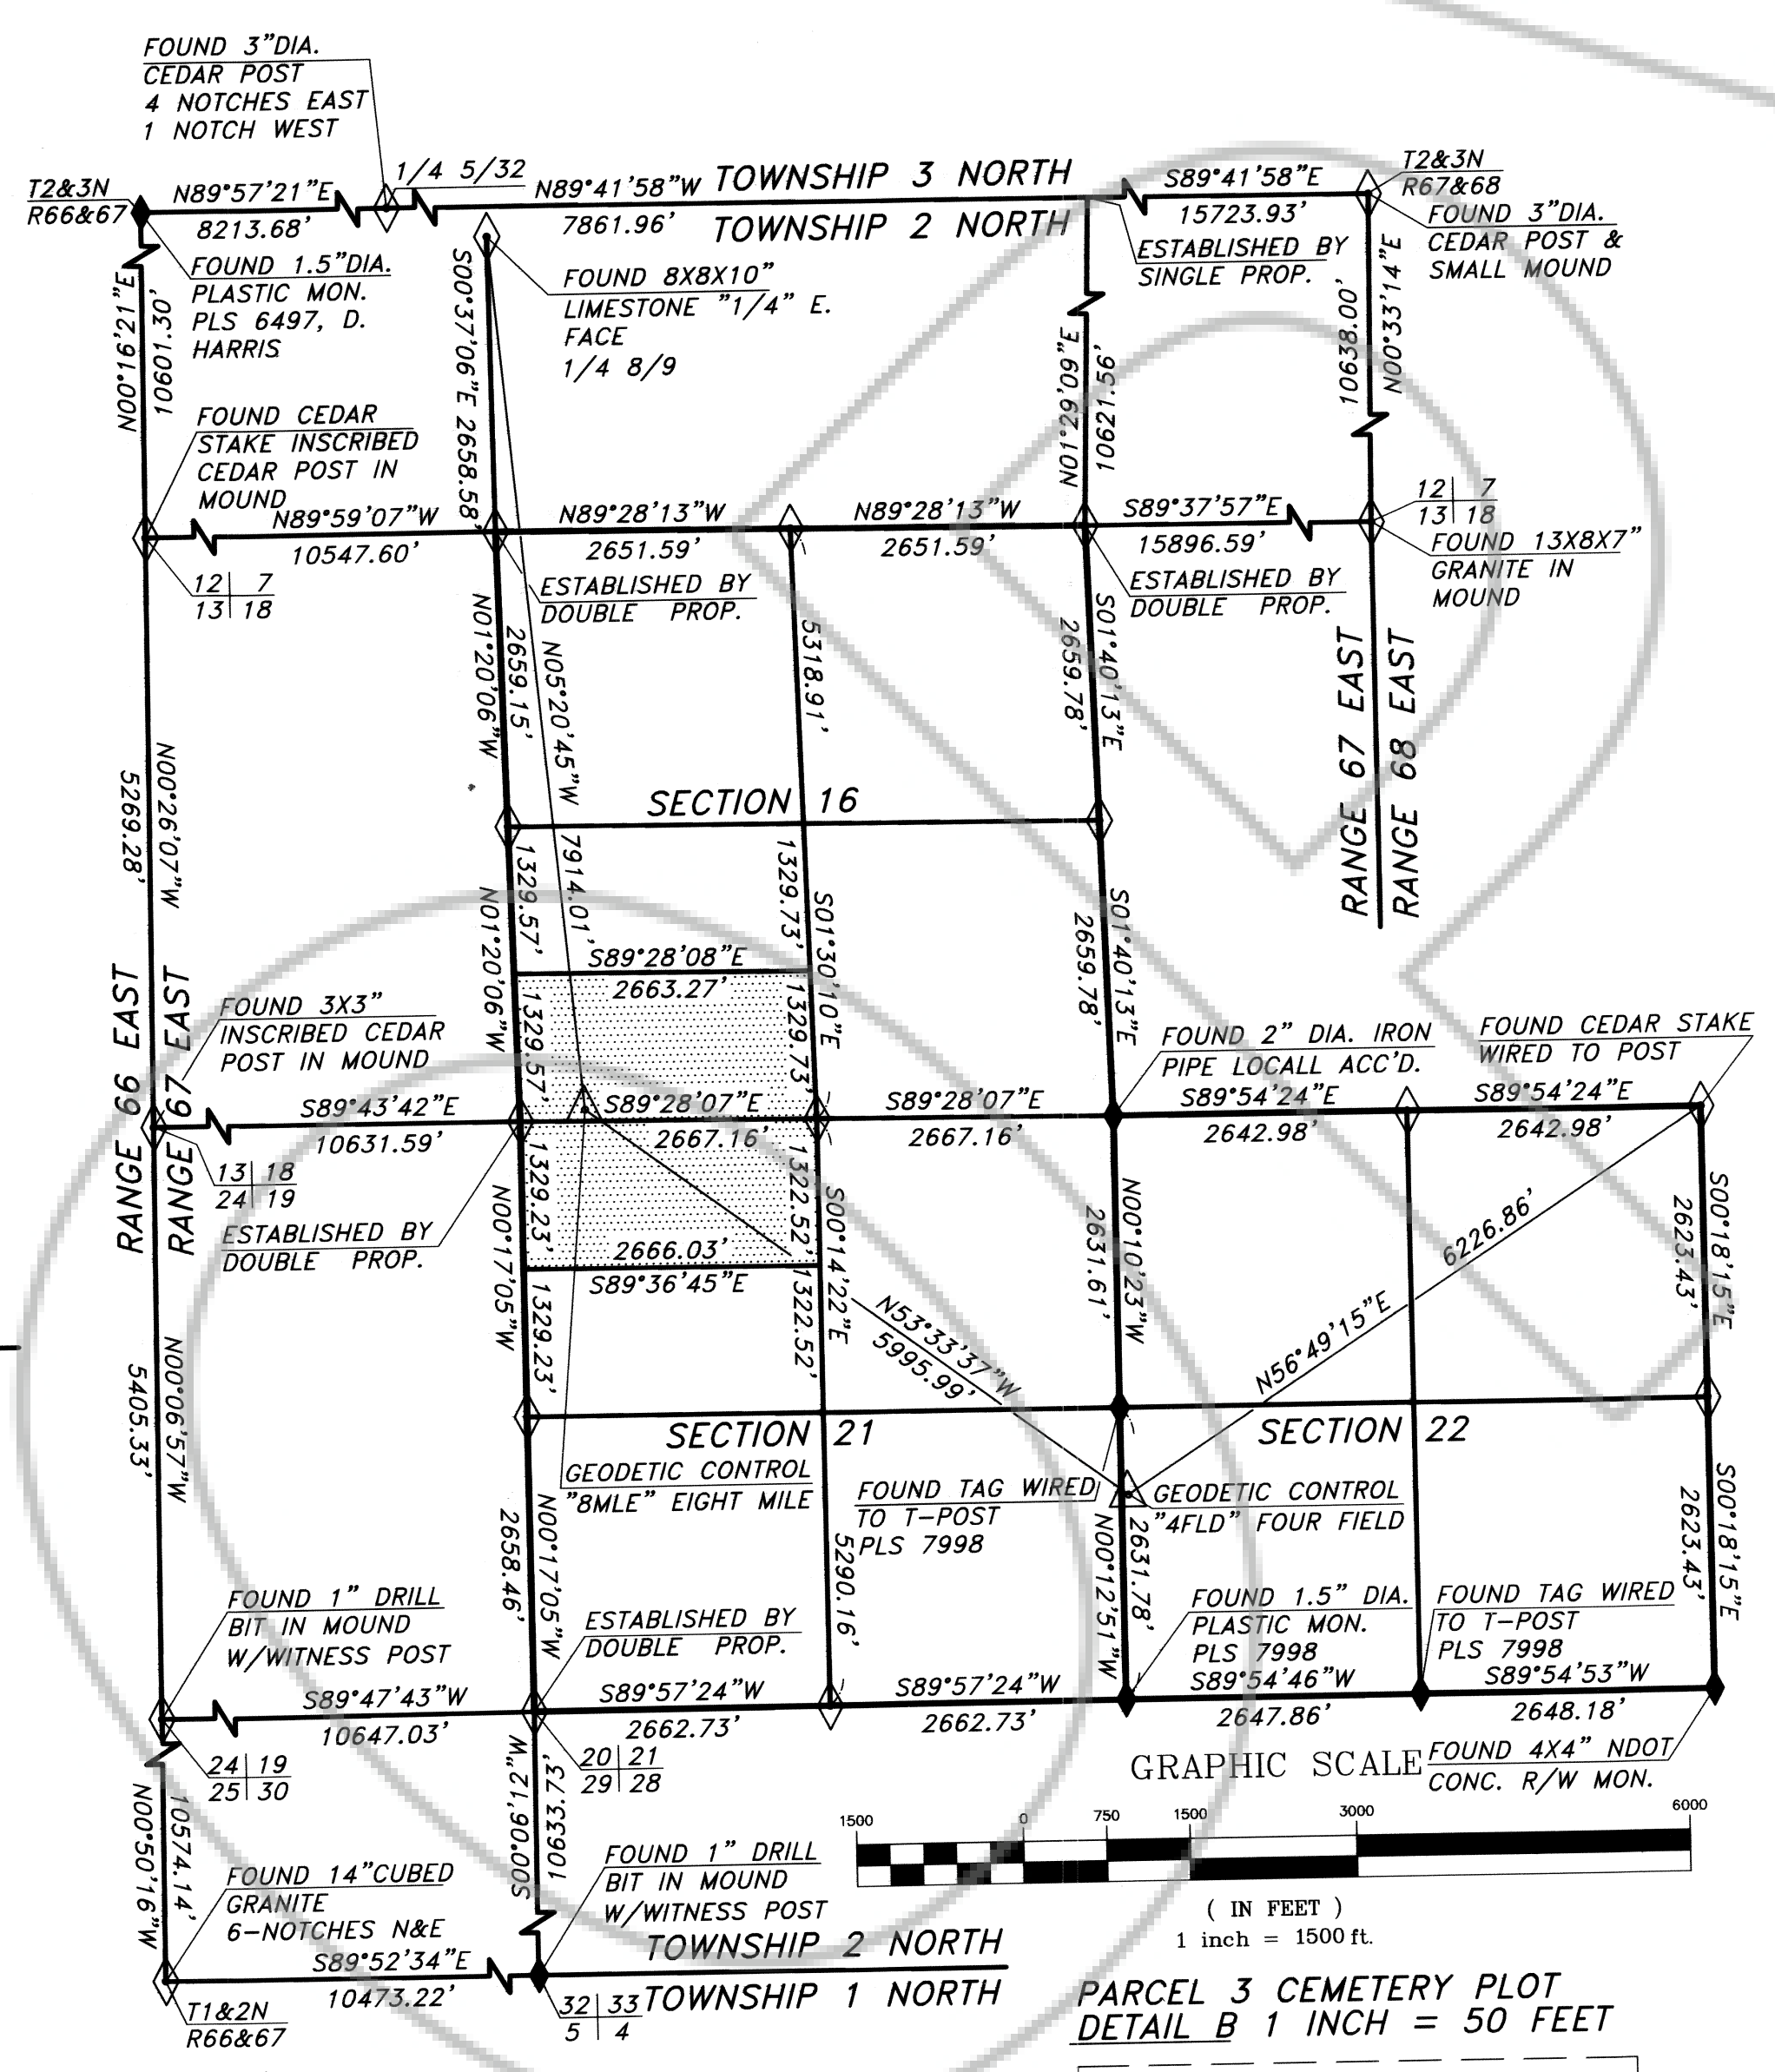 FOUND 3"DIA.
CEDAR POST
4 NOTCHES EAST
1 NOTCH WEST
T2&3N
R66&67
N89°57'21"E
8213.68'
1/4 5/32
N89°41'58"W
7861.96'
TOWNSHIP 3 NORTH
TOWNSHIP 2 NORTH
S89°41'58"E
15723.93'
T2&3N
R67&68
FOUND 3"DIA.
CEDAR POST &
SMALL MOUND
ESTABLISHED BY
SINGLE PROP.
FOUND 1.5"DIA.
PLASTIC MON.
PLS 6497, D.
HARRIS
FOUND 8X8X10"
LIMESTONE "1/4" E.
FACE
1/4 8/9
N00°16'21"E
10601.30'
S00°37'06"E 2658.58'
N01°29'09"E
10621.56'
10638.00'
N00°33'14"E
FOUND CEDAR
STAKE INSCRIBED
CEDAR POST IN
MOUND
N89°59'07"W
10547.60'
N89°28'13"W
2651.59'
N89°28'13"W
2651.59'
S89°37'57"E
15896.59'
12 7
13 18
FOUND 13X8X7"
GRANITE IN
MOUND
12 7
13 18
ESTABLISHED BY
DOUBLE PROP.
ESTABLISHED BY
DOUBLE PROP.
N01°20'06"W
2659.15'
N05°20'45"W
7914.01'
5318.91'
2659.78'
S01°40'13"E
RANGE 67 EAST
RANGE 68 EAST
N00°26'07"W
5269.28'
SECTION 16
1329.57'
N01°20'06"W
1329.73'
S01°30'10"E
2659.78'
S01°40'13"E
S89°28'08"E
2663.27'
1329.57'
1329.73'
RANGE 66 EAST
RANGE 67 EAST
FOUND 3X3"
INSCRIBED CEDAR
POST IN MOUND
FOUND 2" DIA. IRON
PIPE LOCALL ACC'D.
FOUND CEDAR STAKE
WIRED TO POST
S89°43'42"E
10631.59'
S89°28'07"E
2667.16'
S89°28'07"E
2667.16'
S89°54'24"E
2642.98'
S89°54'24"E
2642.98'
13 18
24 19
ESTABLISHED BY
DOUBLE PROP.
1329.23'
N00°17'05"W
1322.52'
S00°14'22"E
2666.03'
S89°36'45"E
1329.23'
1322.52'
N00°10'23"W
2631.61'
6226.86'
N56°49'15"E
N53°33'37"W
5995.99'
S00°18'15"E
2623.43'
N00°06'57"W
5405.33'
SECTION 21
SECTION 22
GEODETIC CONTROL
"8MLE" EIGHT MILE
FOUND TAG WIRED
TO T-POST
PLS 7998
GEODETIC CONTROL
"4FLD" FOUR FIELD
N00°17'05"W
2658.46'
5290.16'
N00°12'51"W
2631.78'
S00°18'15"E
2623.43'
FOUND 1" DRILL
BIT IN MOUND
W/WITNESS POST
ESTABLISHED BY
DOUBLE PROP.
FOUND 1.5" DIA.
PLASTIC MON.
PLS 7998
FOUND TAG WIRED
TO T-POST
PLS 7998
S89°47'43"W
10647.03'
S89°57'24"W
2662.73'
S89°57'24"W
2662.73'
S89°54'46"W
2647.86'
S89°54'53"W
2648.18'
24 19
25 30
20 21
29 28
GRAPHIC SCALE
FOUND 4X4" NDOT
CONC. R/W MON.
1500 0 750 1500 3000 6000
( IN FEET )
1 inch = 1500 ft.
N00°50'16"W
10574.14'
S00°06'12"W
10633.73'
FOUND 14"CUBED
GRANITE
6-NOTCHES N&E
FOUND 1" DRILL
BIT IN MOUND
W/WITNESS POST
S89°52'34"E
10473.22'
TOWNSHIP 2 NORTH
TOWNSHIP 1 NORTH
T1&2N
R66&67
32 33
5 4
PARCEL 3 CEMETERY PLOT
DETAIL B 1 INCH = 50 FEET